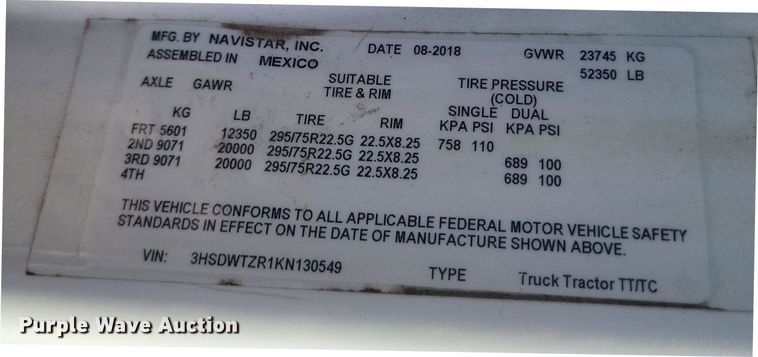 MFG. BY NAVISTAR, INC. DATE 08-2018 GVWR 23745 KG
ASSEMBLED IN MEXICO 52350 LB
AXLE GAWR SUITABLE TIRE & RIM TIRE PRESSURE (COLD)
SINGLE DUAL
KG LB TIRE RIM KPA PSI KPA PSI
FRT 5601 12350 295/75R22.5G 22.5X8.25 758 110
2ND 9071 20000 295/75R22.5G 22.5X8.25 689 100
3RD 9071 20000 295/75R22.5G 22.5X8.25 689 100
4TH
THIS VEHICLE CONFORMS TO ALL APPLICABLE FEDERAL MOTOR VEHICLE SAFETY
STANDARDS IN EFFECT ON THE DATE OF MANUFACTURE SHOWN ABOVE.
VIN: 3HSDWTZR1KN130549 TYPE Truck Tractor TT/TC
Purple Wave Auction